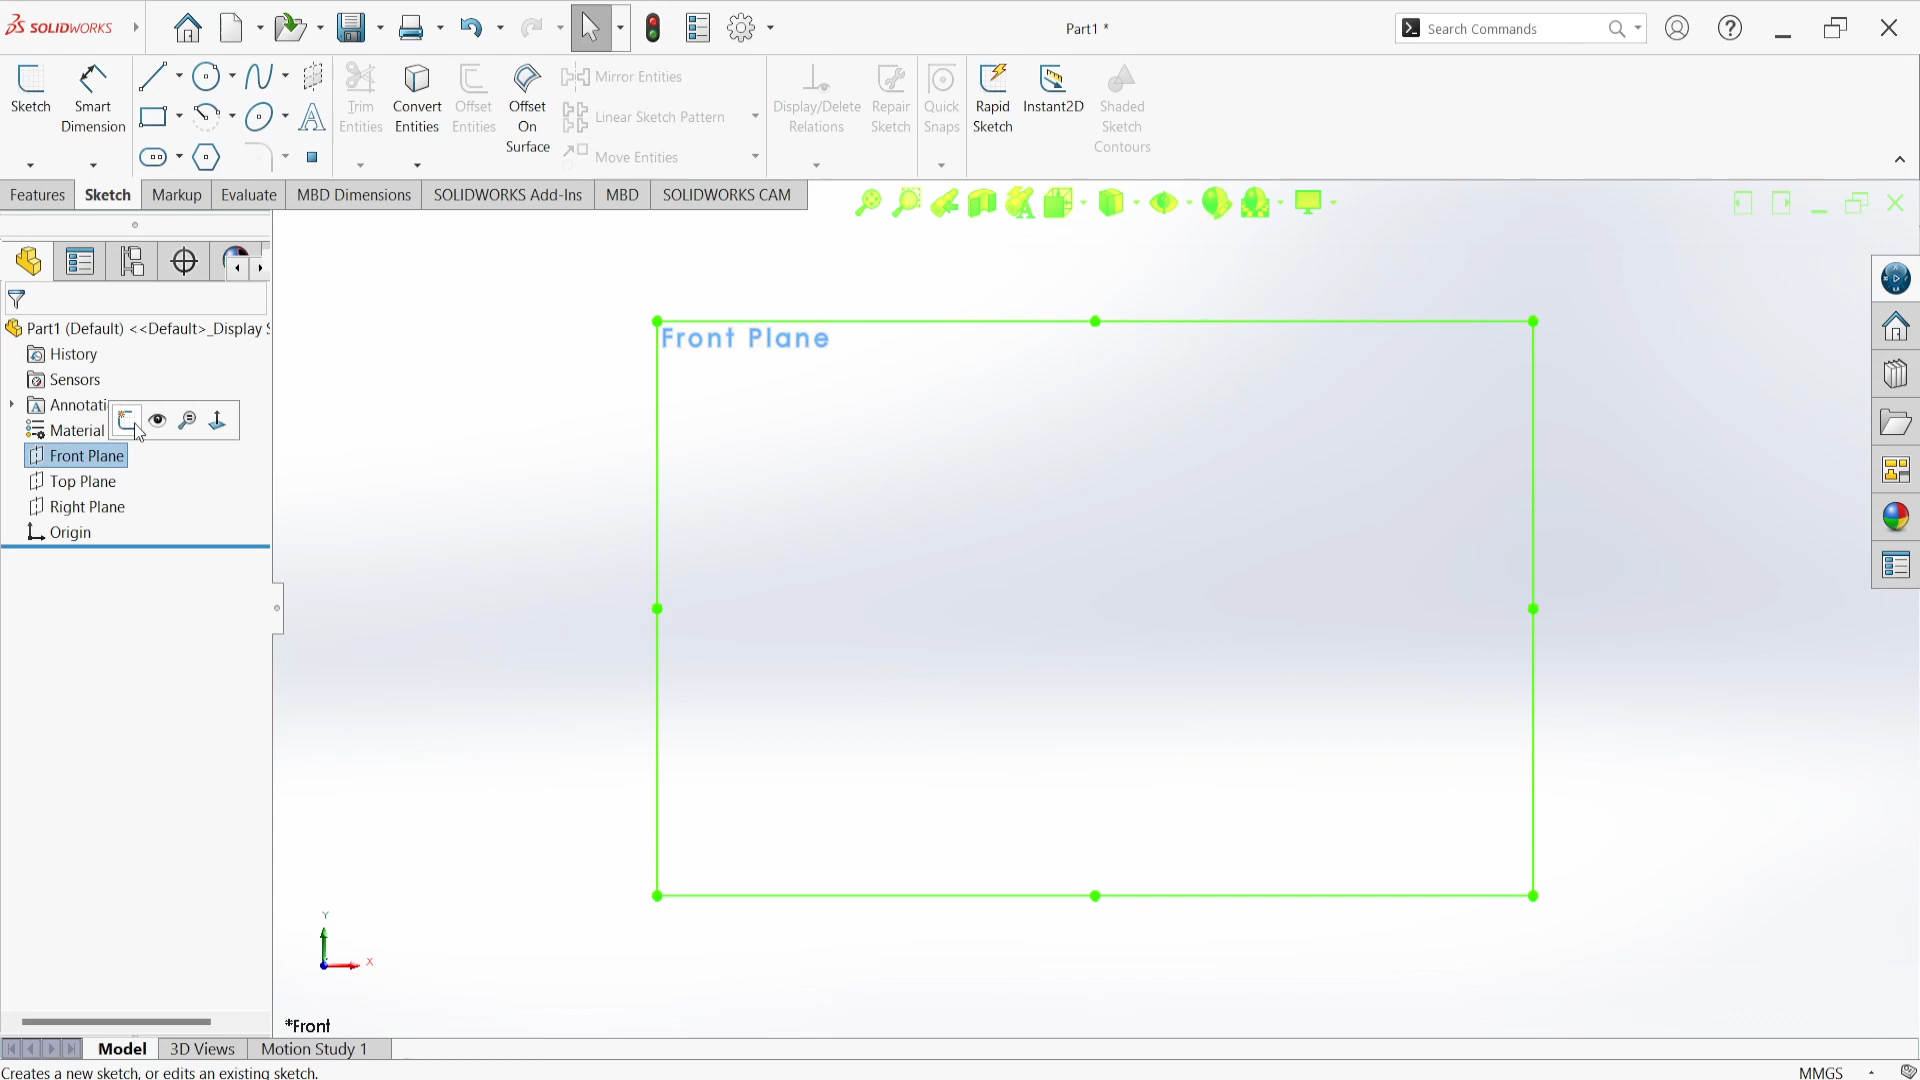 SOLIDWORKS
Part1 *
Search Commands
Sketch
Smart Dimension
Trim Entities
Convert Entities
Offset Entities
Offset On Surface
Mirror Entities
Linear Sketch Pattern
Move Entities
Display/Delete Relations
Repair Sketch
Quick Snaps
Rapid Sketch
Instant2D
Shaded Sketch Contours
Features
Sketch
Markup
Evaluate
MBD Dimensions
SOLIDWORKS Add-Ins
MBD
SOLIDWORKS CAM
Part1 (Default) <<Default>_Display S
History
Sensors
Annotati
Material
Front Plane
Top Plane
Right Plane
Origin
Front Plane
Y
X
*Front
Model
3D Views
Motion Study 1
Creates a new sketch, or edits an existing sketch.
MMGS